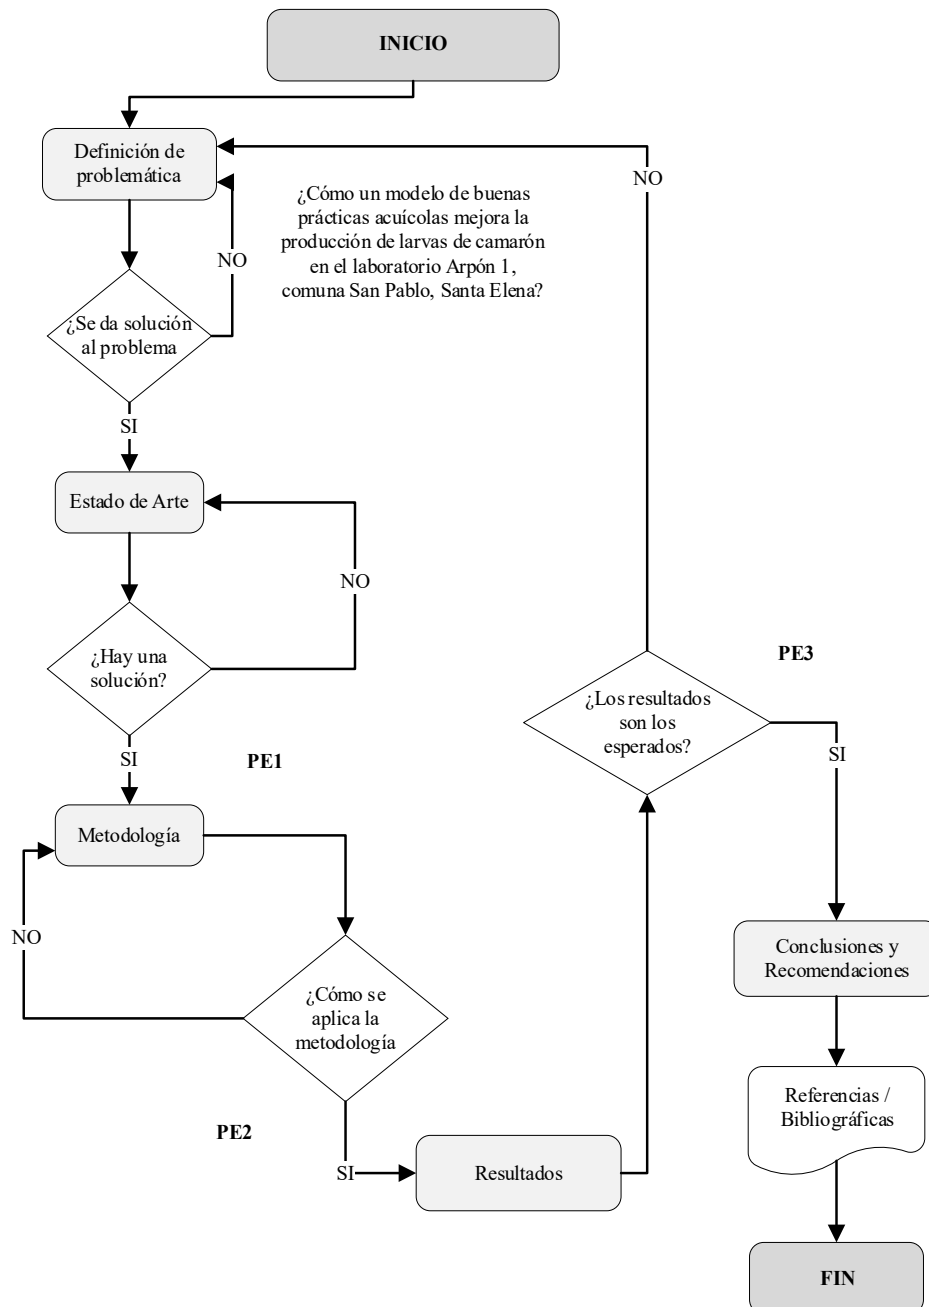 INICIO
Definición de
problemática
NO
¿Cómo un modelo de buenas
prácticas acuícolas mejora la
producción de larvas de camarón
en el laboratorio Arpón 1,
comuna San Pablo, Santa Elena?
NO
¿Se da solución
al problema
SI
Estado de Arte
NO
¿Hay una
solución?
SI
PE1
Metodología
NO
¿Cómo se
aplica la
metodología
PE2
SI
Resultados
PE3
¿Los resultados
son los
esperados?
SI
Conclusiones y
Recomendaciones
Referencias /
Bibliográficas
FIN